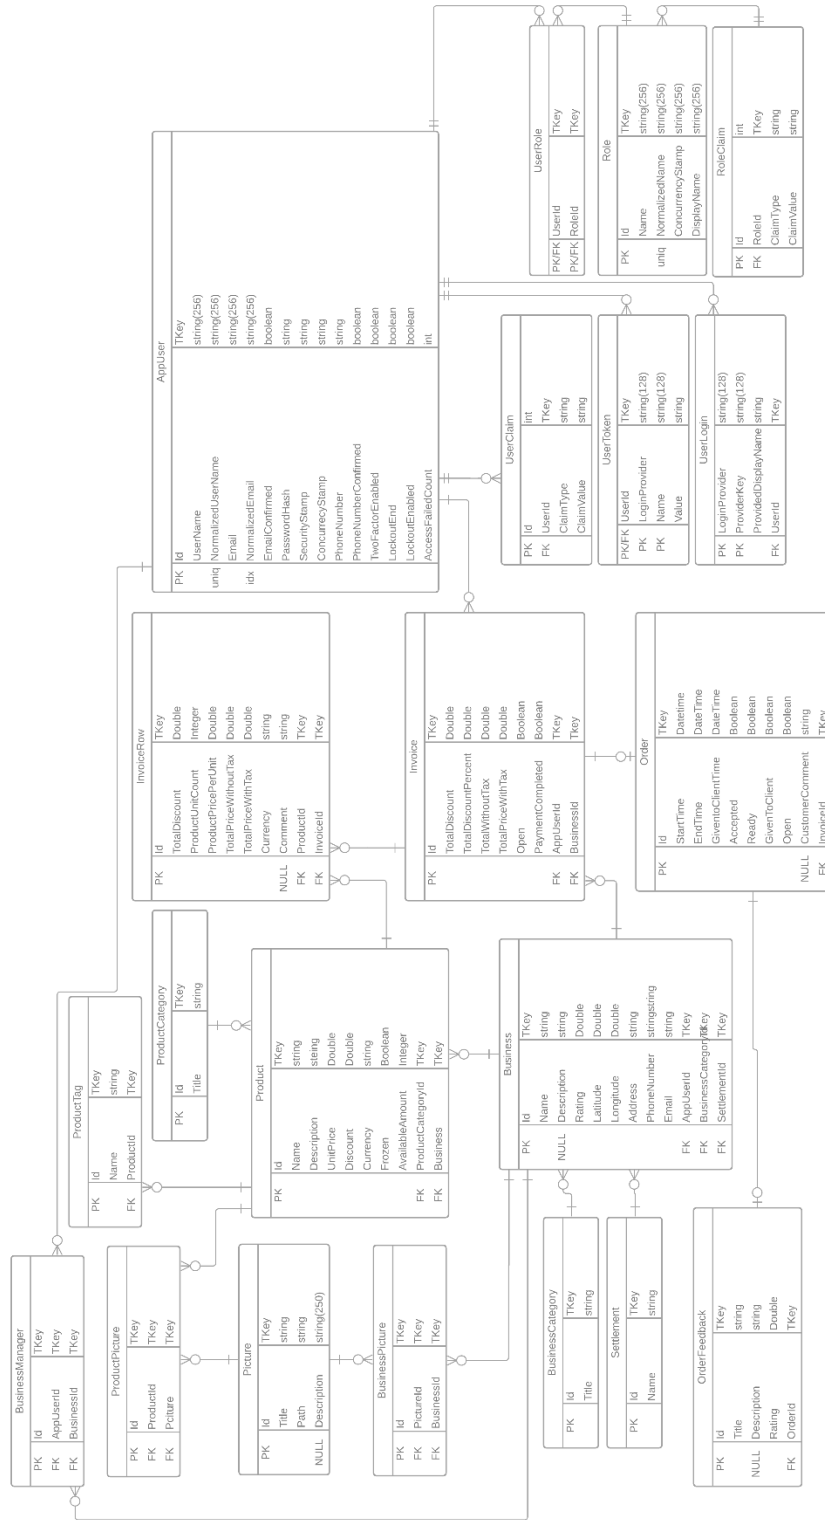 BusinessManager
PK Id TKey
FK AppUserId TKey
FK BusinessId TKey
ProductTag
PK Id TKey
Name string
FK ProductId TKey
ProductPicture
PK Id TKey
FK ProductId TKey
FK Pciture TKey
ProductCategory
PK Id TKey
Title string
InvoiceRow
PK Id TKey
TotalDiscount Double
ProductUnitCount Integer
ProductPricePerUnit Double
TotalPriceWithoutTax Double
TotalPriceWithTax Double
Currency string
NULL Comment string
FK ProductId TKey
FK InvoiceId TKey
AppUser
PK Id TKey
UserName string(256)
uniq NormalizedUserName string(256)
Email string(256)
idx NormalizedEmail string(256)
EmailConfirmed boolean
PasswordHash string
SecurityStamp string
ConcurrecyStamp string
PhoneNumber string
PhoneNumberConfirmed boolean
TwoFactorEnabled boolean
LockoutEnd boolean
LockoutEnabled boolean
AccessFailedCount int
Picture
PK Id TKey
Title string
Path string
NULL Description string(250)
Product
PK Id TKey
Name string
Description steing
UnitPrice Double
Discount Double
Currency string
Frozen Boolean
AvailableAmount Integer
FK ProductCategoryId TKey
FK Business TKey
BusinessPicture
PK Id TKey
FK PictureId TKey
FK BusinessId TKey
Invoice
PK Id TKey
TotalDiscount Double
TotalDiscountPercent Double
TotalWithoutTax Double
TotalPriceWithTax Double
Open Boolean
PaymentCompleted Boolean
FK AppUserId TKey
FK BusinessId Tkey
Business
PK Id TKey
Name string
NULL Description string
Rating Double
Latitude Double
Longitude Double
Address string
PhoneNumber stringstring
Email
FK AppUserId TKey
FK BusinessCategoryId TKey
FK SettlementId TKey
UserClaim
PK Id int
FK UserId TKey
ClaimType string
ClaimValue string
UserRole
PK/FK UserId TKey
PK/FK RoleId TKey
BusinessCategory
PK Id TKey
Title string
Settlement
PK Id TKey
Name string
UserToken
PK/FK UserId TKey
PK LoginProvider string(128)
PK Name string(128)
Value string
Role
PK Id TKey
Name string(256)
uniq NormalizedName string(256)
ConcurrencyStamp string(256)
DisplayName string(256)
Order
PK Id TKey
StartTime Datetime
EndTime DateTime
GiventoClientTime DateTime
Accepted Boolean
Ready Boolean
GivenToClient Boolean
Open Boolean
NULL CustomerComment string
FK InvoiceId TKey
OrderFeedback
PK Id TKey
Title string
NULL Description string
Rating Double
FK OrderId TKey
UserLogin
PK LoginProvider string(128)
PK ProviderKey string(128)
ProvidedDisplayName string
FK UserId TKey
RoleClaim
PK Id int
FK RoleId TKey
ClaimType string
ClaimValue string